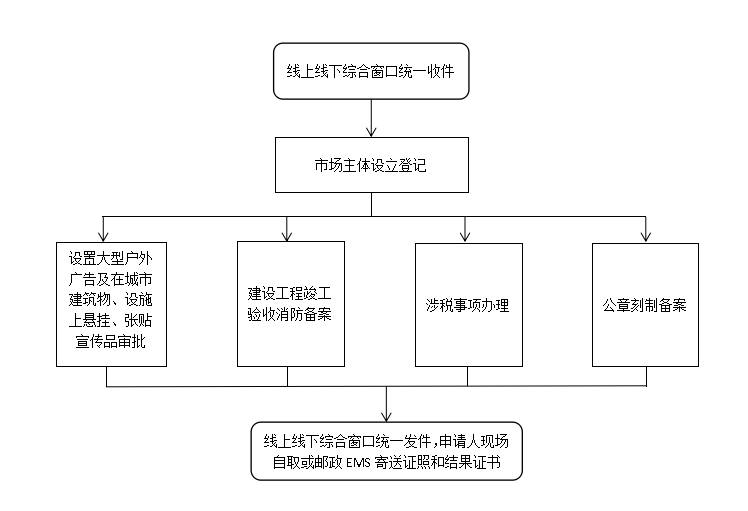 线上线下综合窗口统一收件
市场主体设立登记
设置大型户外
广告及在城市
建筑物、设施
上悬挂、张贴
宣传品审批
建设工程竣工
验收消防备案
涉税事项办理
公章刻制备案
线上线下综合窗口统一发件，申请人现场
自取或邮政 EMS 寄送证照和结果证书